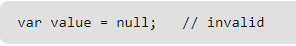 var value = null;   // invalid